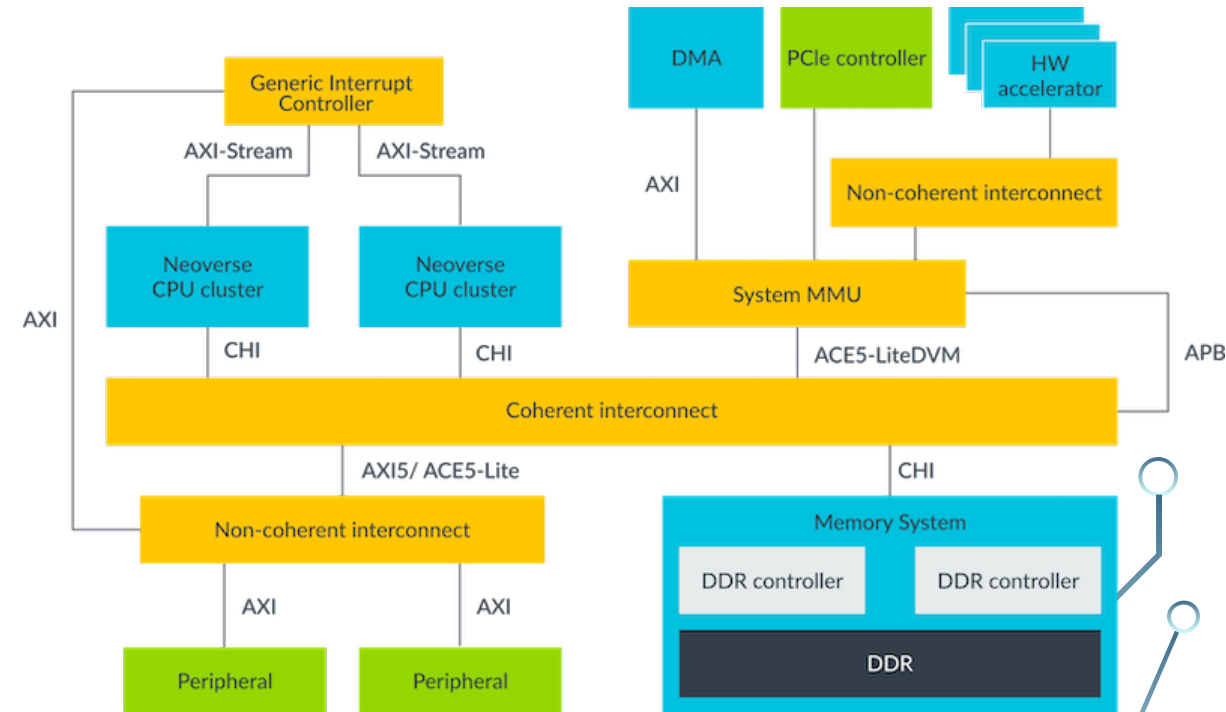 DMA
PCIe controller
HW
accelerator
Generic Interrupt
Controller
AXI-Stream
AXI-Stream
AXI
Non-coherent interconnect
Neoverse
CPU cluster
Neoverse
CPU cluster
System MMU
AXI
CHI
CHI
ACE5-LiteDVM
APB
Coherent interconnect
AXI5/ ACE5-Lite
CHI
Non-coherent interconnect
Memory System
DDR controller
DDR controller
AXI
AXI
DDR
Peripheral
Peripheral